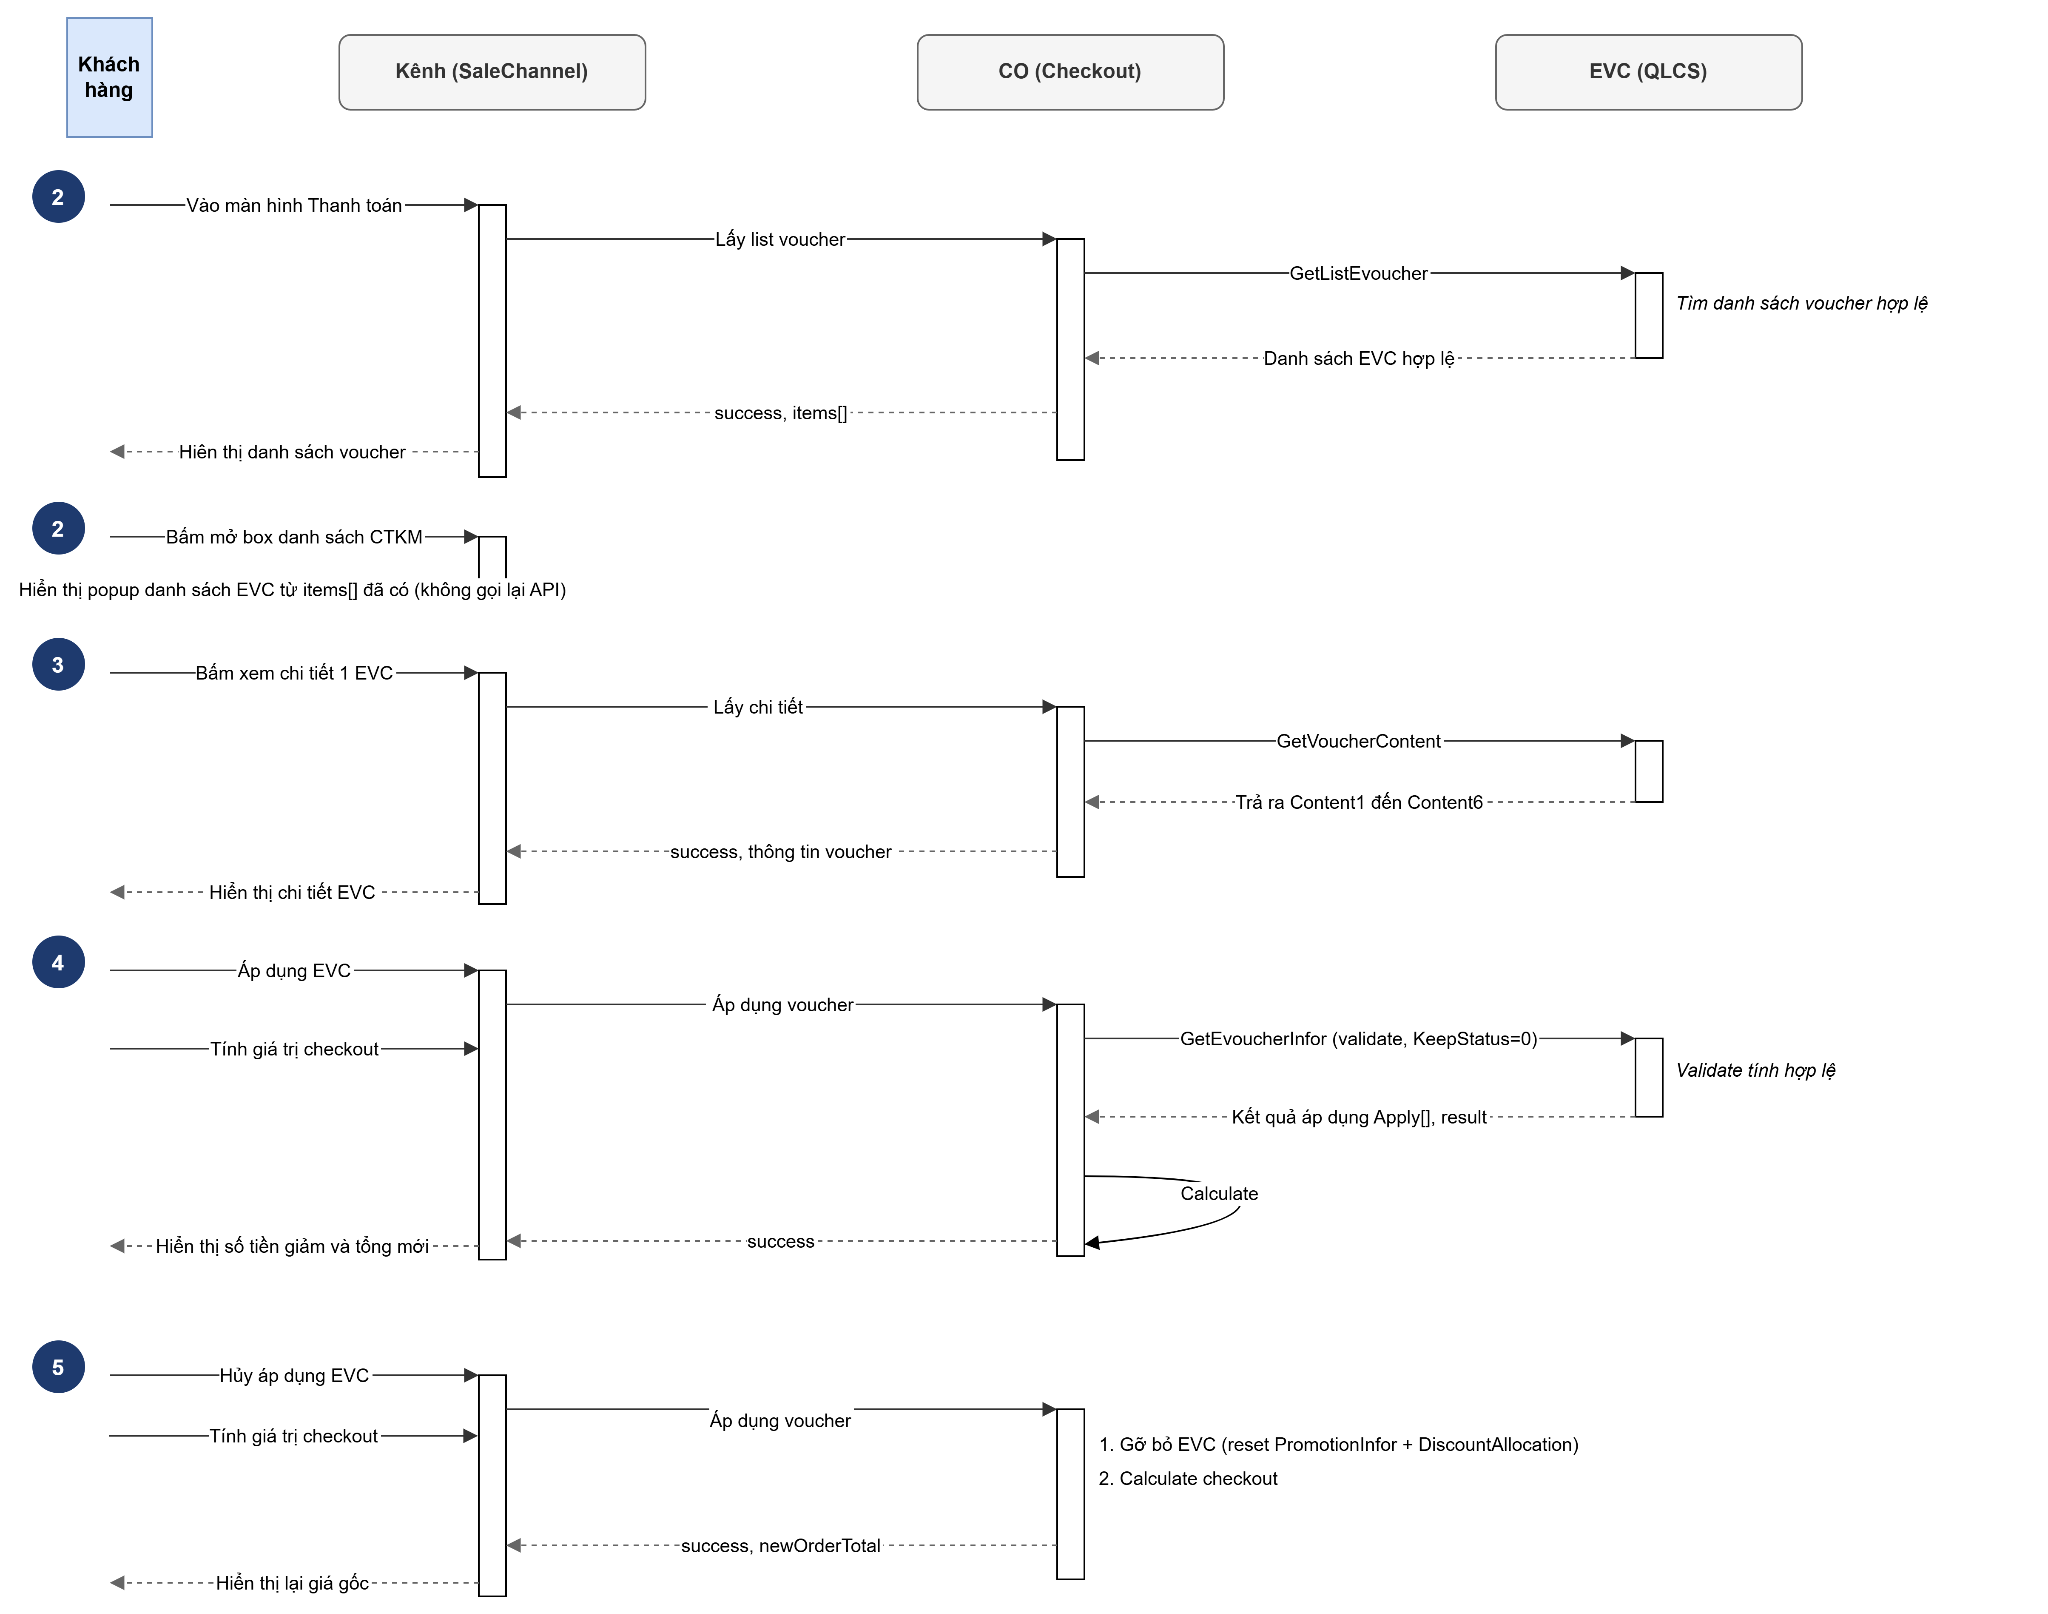 Khách
hàng
Kênh (SaleChannel)
CO (Checkout)
EVC (QLCS)
2
Vào màn hình Thanh toán
Lấy list voucher
GetListEvoucher
Tìm danh sách voucher hợp lệ
Danh sách EVC hợp lệ
success, items[]
Hiên thị danh sách voucher
2
Bấm mở box danh sách CTKM
Hiển thị popup danh sách EVC từ items[] đã có (không gọi lại API)
3
Bấm xem chi tiết 1 EVC
Lấy chi tiết
GetVoucherContent
Trả ra Content1 đến Content6
success, thông tin voucher
Hiển thị chi tiết EVC
4
Áp dụng EVC
Áp dụng voucher
GetEvoucherInfor (validate, KeepStatus=0)
Tính giá trị checkout
Validate tính hợp lệ
Kết quả áp dụng Apply[], result
Calculate
success
Hiển thị số tiền giảm và tổng mới
5
Hủy áp dụng EVC
Áp dụng voucher
Tính giá trị checkout
1. Gỡ bỏ EVC (reset PromotionInfor + DiscountAllocation)
2. Calculate checkout
success, newOrderTotal
Hiển thị lại giá gốc